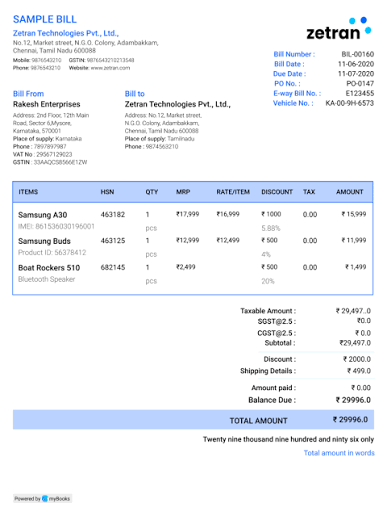 SAMPLE BILL
Zetran Technologies Pvt., Ltd.,
No.12, Market street, N.G.O. Colony, Adambakkam,
Chennai, Tamil Nadu 600088
Mobile: 9876543210 GSTIN: 9876543210213548
Phone: 9876543210 Website: www.zetran.com
zetran
Bill Number : BIL-00160
Bill Date : 11-06-2020
Due Date : 11-07-2020
PO No. : PO-0147
E-way Bill No. : E123455
Vehicle No. : KA-00-9H-6573
Bill From
Rakesh Enterprises
Address: 2nd Floor, 12th Main
Road, Sector 6,Mysore,
Karnataka, 570001
Place of supply: Karnataka
Phone : 7897897987
VAT No : 29567129023
GSTIN : 33AAQCS8566E1ZW
Bill to
Zetran Technologies Pvt., Ltd.,
Address: No.12, Market street,
N.G.O. Colony, Adambakkam,
Chennai, Tamil Nadu 600088
Place of supply: Tamilnadu
Phone : 9874563210
ITEMS HSN QTY MRP RATE/ITEM DISCOUNT TAX AMOUNT
Samsung A30 463182 1 ₹17,999 ₹16,999 ₹ 1000 0.00 ₹ 15,999
IMEI: 861536030196001 pcs 5.88%
Samsung Buds 463125 1 ₹12,999 ₹12,499 ₹ 500 0.00 ₹ 11,999
Product ID: 56378412 pcs 4%
Boat Rockers 510 682145 1 ₹2,499 ₹ 500 0.00 ₹ 1,499
Bluetooth Speaker pcs 20%
Taxable Amount : ₹ 29,497..0
SGST@2.5 : ₹0.0
CGST@2.5 : ₹ 0.0
Subtotal : ₹29,497.0
Discount : ₹ 2000.0
Shipping Details : ₹ 499.0
Amount paid : ₹ 0.00
Balance Due : ₹ 29996.0
TOTAL AMOUNT ₹ 29996.0
Twenty nine thousand nine hundred and ninty six only
Total amount in words
Powered by myBooks